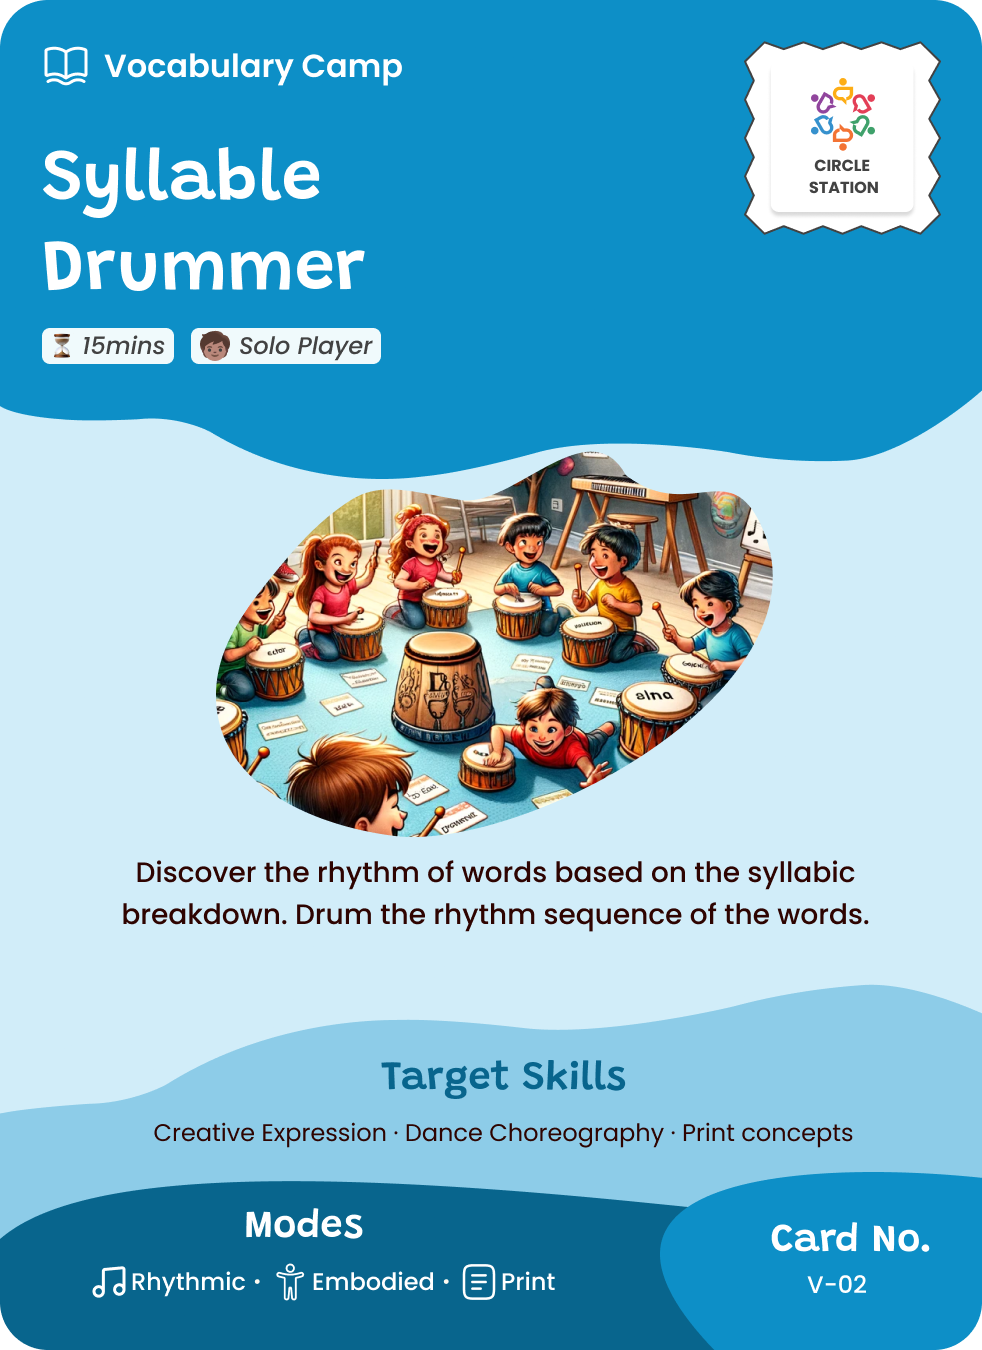 Vocabulary Camp
CIRCLE
STATION
Syllable
Drummer
15mins
Solo Player
alna
Discover the rhythm of words based on the syllabic
breakdown. Drum the rhythm sequence of the words.
Target Skills
Creative Expression · Dance Choreography · Print concepts
Modes
Rhythmic · Embodied · Print
Card No.
V-02